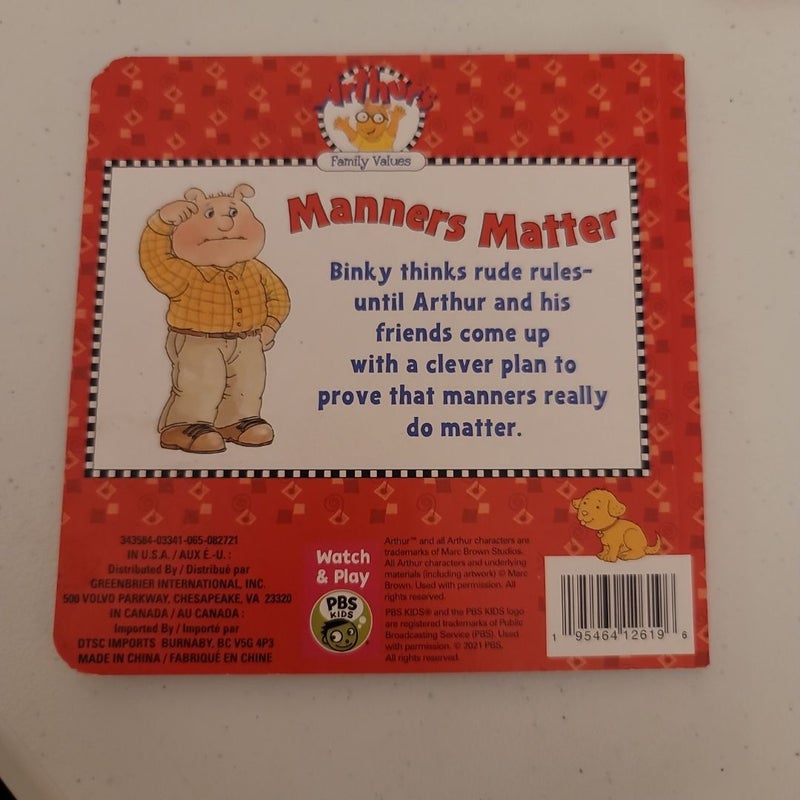 Arthur's
Family Values
Manners Matter
Binky thinks rude rules-
until Arthur and his
friends come up
with a clever plan to
prove that manners really
do matter.
343584-03341-065-082721
IN U.S.A. / AUX É.-U. :
Distributed By / Distribué par
GREENBRIER INTERNATIONAL, INC.
500 VOLVO PARKWAY, CHESAPEAKE, VA 23320
IN CANADA / AU CANADA :
Imported By / Importé par
DTSC IMPORTS BURNABY, BC V5G 4P3
MADE IN CHINA / FABRIQUÉ EN CHINE
Watch
& Play
PBS
KIDS
Arthur™ and all Arthur characters are
trademarks of Marc Brown Studios.
All Arthur characters and underlying
materials (including artwork) © Marc
Brown. Used with permission. All
rights reserved.
PBS KIDS® and the PBS KIDS logo
are registered trademarks of Public
Broadcasting Service (PBS). Used
with permission. © 2021 PBS.
All rights reserved.
1 95464 12619 6